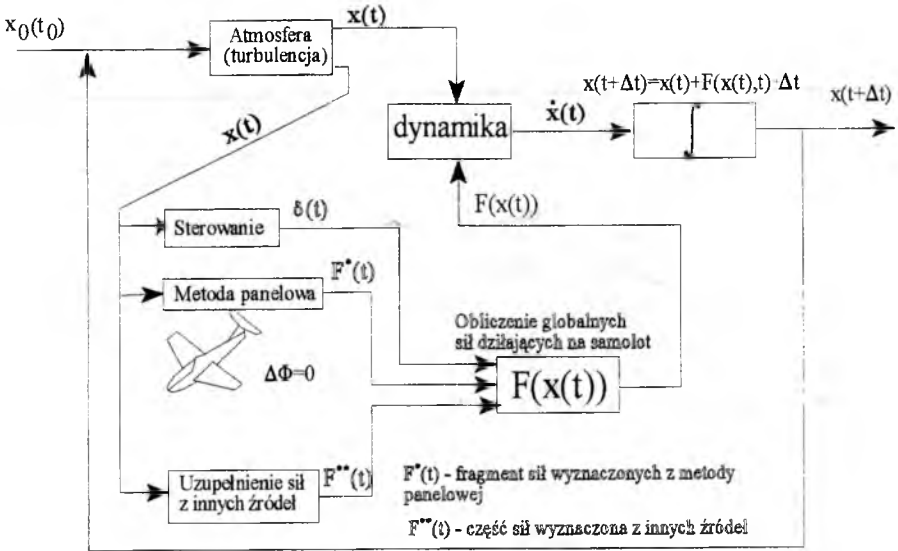 x₀(t₀)
Atmosfera
(turbulencja)
x(t)
x(t)
dynamika
ẋ(t)
x(t+Δt)=x(t)+F(x(t),t)·Δt
∫
x(t+Δt)
F(x(t))
Sterowanie
δ(t)
Metoda panelowa
F*(t)
ΔΦ=0
Obliczenie globalnych
sił dziłających na samolot
F(x(t))
Uzupełnienie sił
z innych źródeł
F**(t)
F*(t) - fragment sił wyznaczonych z metody
panelowej
F**(t) - część sił wyznaczona z innych źródeł